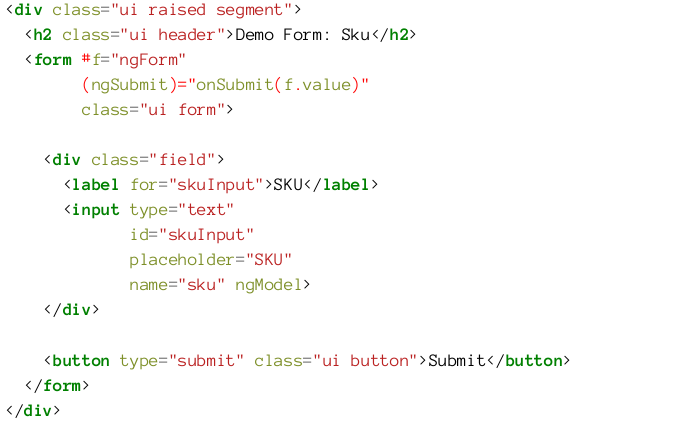 <div class="ui raised segment">
  <h2 class="ui header">Demo Form: Sku</h2>
  <form #f="ngForm"
        (ngSubmit)="onSubmit(f.value)"
        class="ui form">

    <div class="field">
      <label for="skuInput">SKU</label>
      <input type="text"
             id="skuInput"
             placeholder="SKU"
             name="sku" ngModel>
    </div>

    <button type="submit" class="ui button">Submit</button>
  </form>
</div>